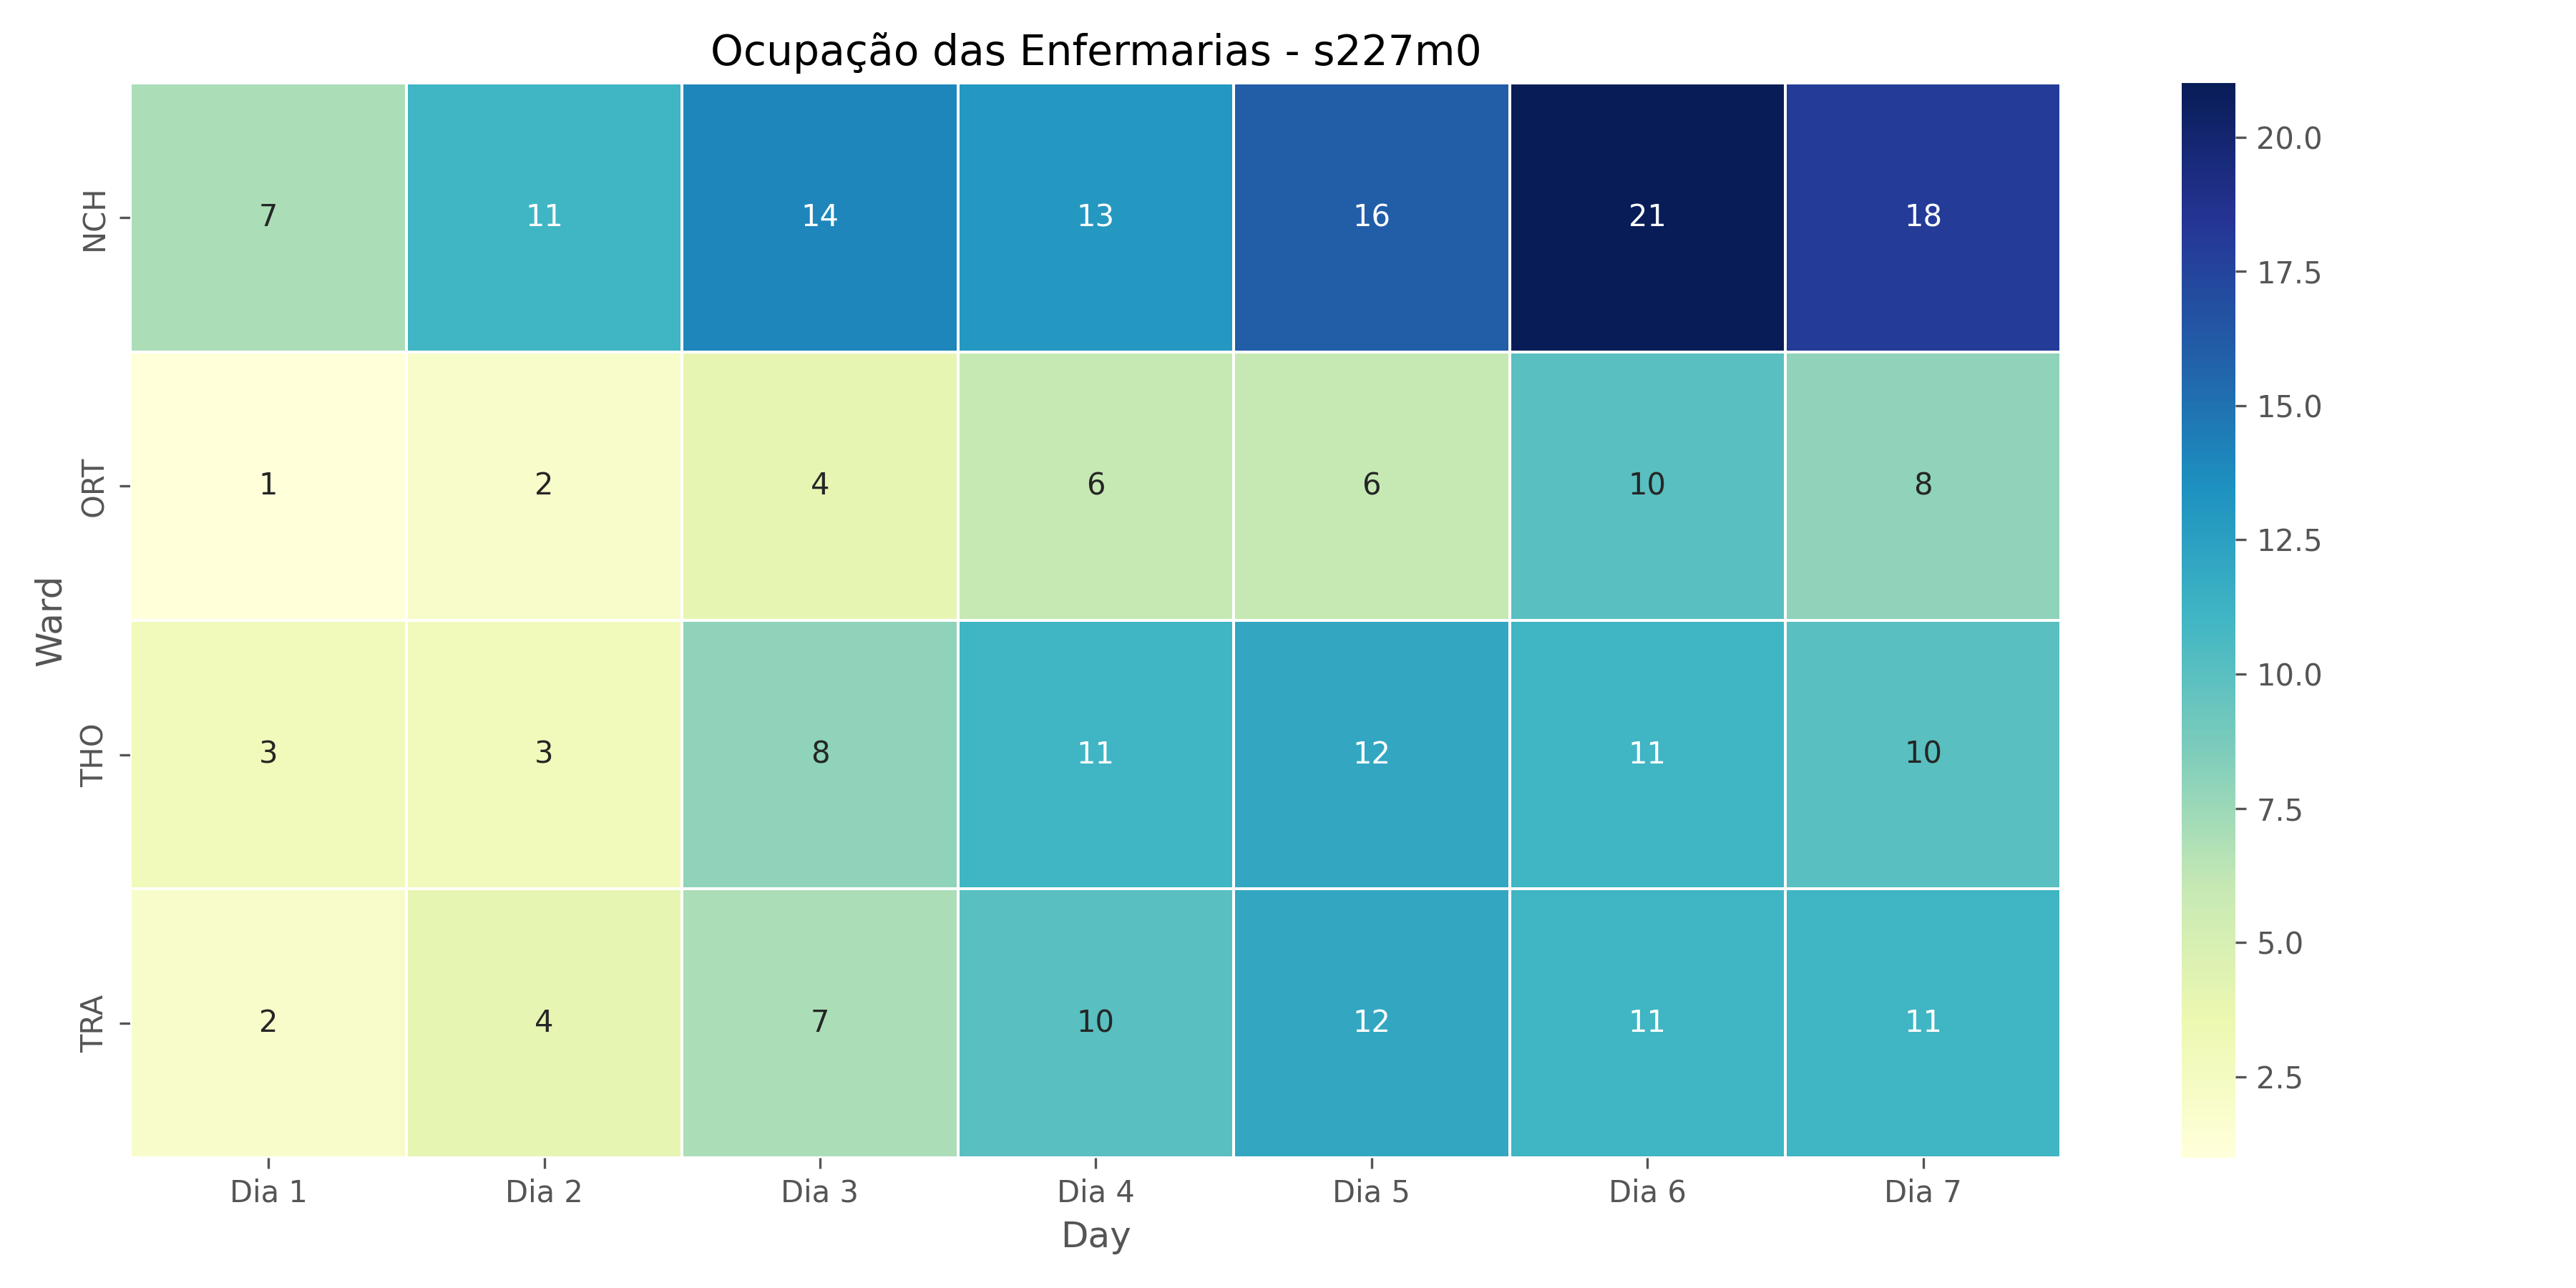 Ocupação das Enfermarias - s227m0
Ward
NCH 7 11 14 13 16 21 18
ORT 1 2 4 6 6 10 8
THO 3 3 8 11 12 11 10
TRA 2 4 7 10 12 11 11
Dia 1 Dia 2 Dia 3 Dia 4 Dia 5 Dia 6 Dia 7
Day
20.0
17.5
15.0
12.5
10.0
7.5
5.0
2.5